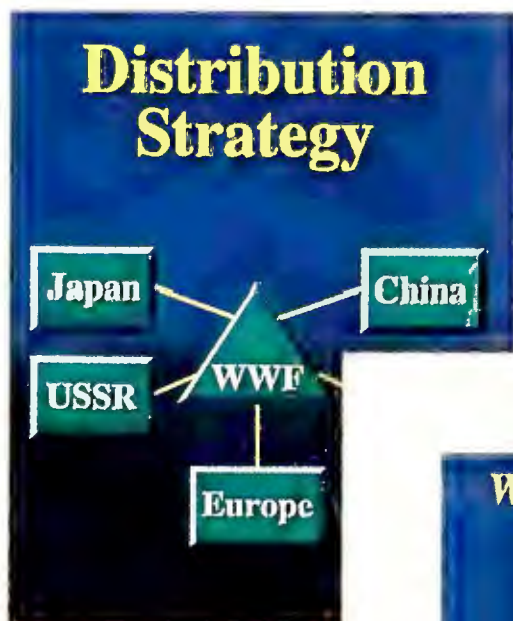 Distribution
Strategy
Japan
China
USSR
WWF
Europe
W